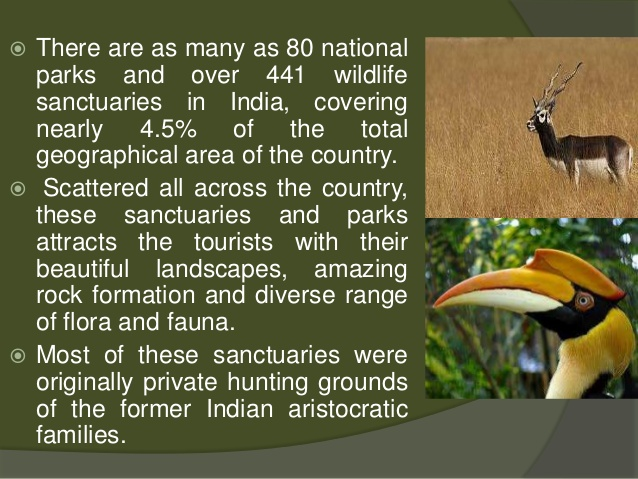 There are as many as 80 national
parks and over 441 wildlife
sanctuaries in India, covering
nearly 4.5% of the total
geographical area of the country.
Scattered all across the country,
these sanctuaries and parks
attracts the tourists with their
beautiful landscapes, amazing
rock formation and diverse range
of flora and fauna.
Most of these sanctuaries were
originally private hunting grounds
of the former Indian aristocratic
families.